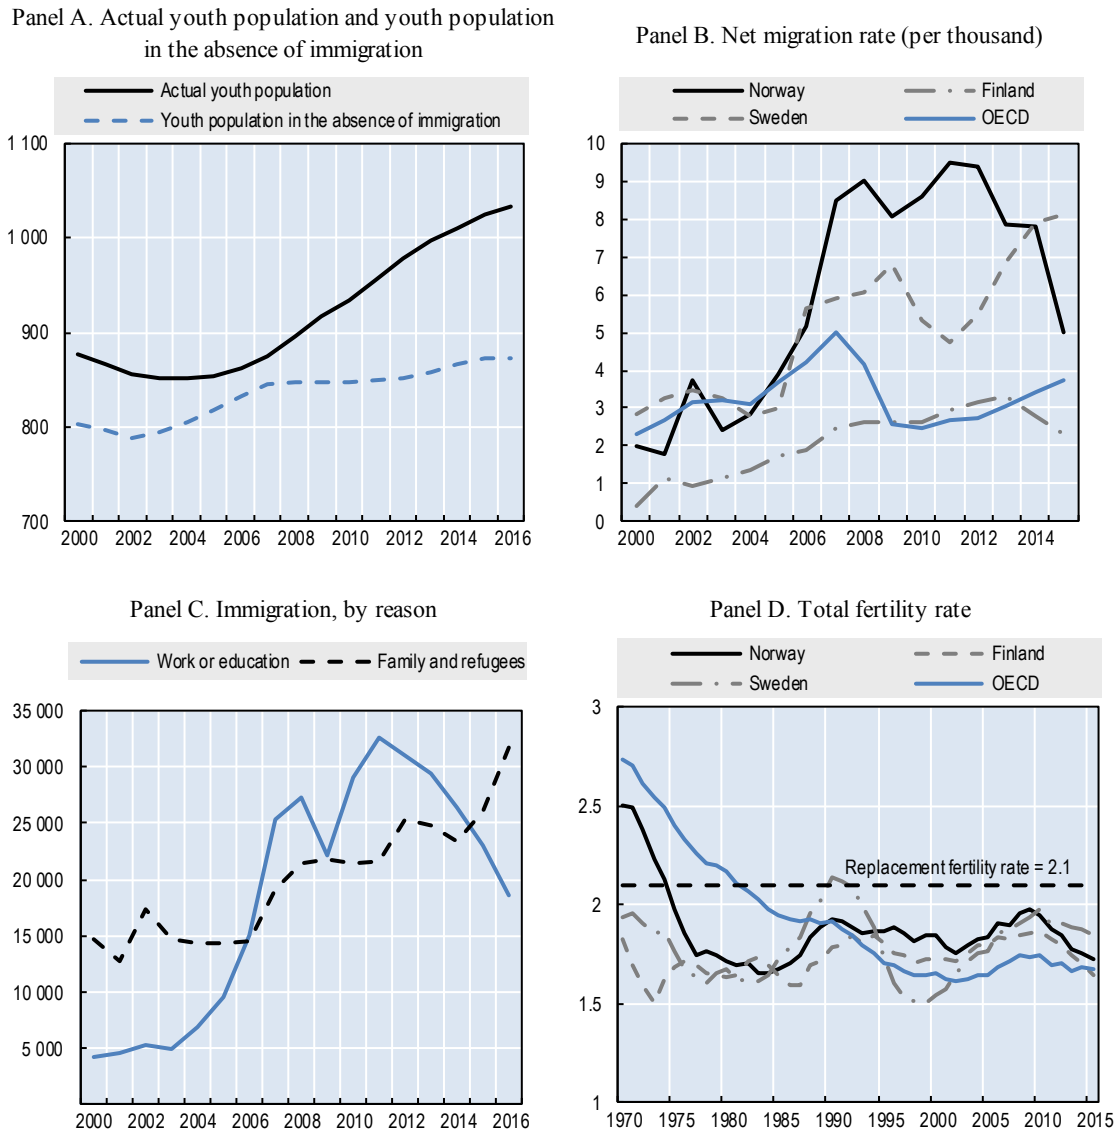 Panel A. Actual youth population and youth population
in the absence of immigration
Actual youth population
Youth population in the absence of immigration
1 100
1 000
900
800
700
2000 2002 2004 2006 2008 2010 2012 2014 2016
Panel B. Net migration rate (per thousand)
Norway Finland
Sweden OECD
10
9
8
7
6
5
4
3
2
1
0
2000 2002 2004 2006 2008 2010 2012 2014
Panel C. Immigration, by reason
Work or education Family and refugees
35 000
30 000
25 000
20 000
15 000
10 000
5 000
2000 2002 2004 2006 2008 2010 2012 2014 2016
Panel D. Total fertility rate
Norway Finland
Sweden OECD
3
2.5
Replacement fertility rate = 2.1
2
1.5
1
1970 1975 1980 1985 1990 1995 2000 2005 2010 2015